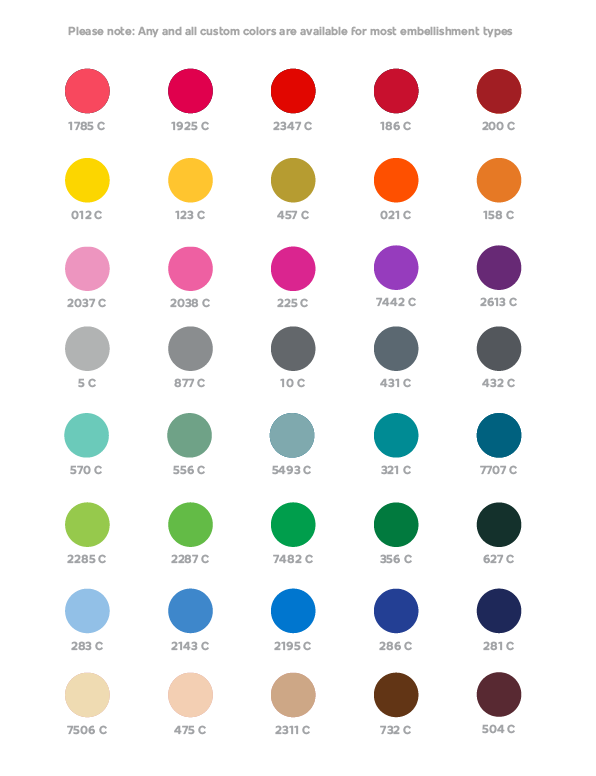 Please note: Any and all custom colors are available for most embellishment types
1785 C 1925 C 2347 C 186 C 200 C
012 C 123 C 457 C 021 C 158 C
2037 C 2038 C 225 C 7442 C 2613 C
5 C 877 C 10 C 431 C 432 C
570 C 556 C 5493 C 321 C 7707 C
2285 C 2287 C 7482 C 356 C 627 C
283 C 2143 C 2195 C 286 C 281 C
7506 C 475 C 2311 C 732 C 504 C